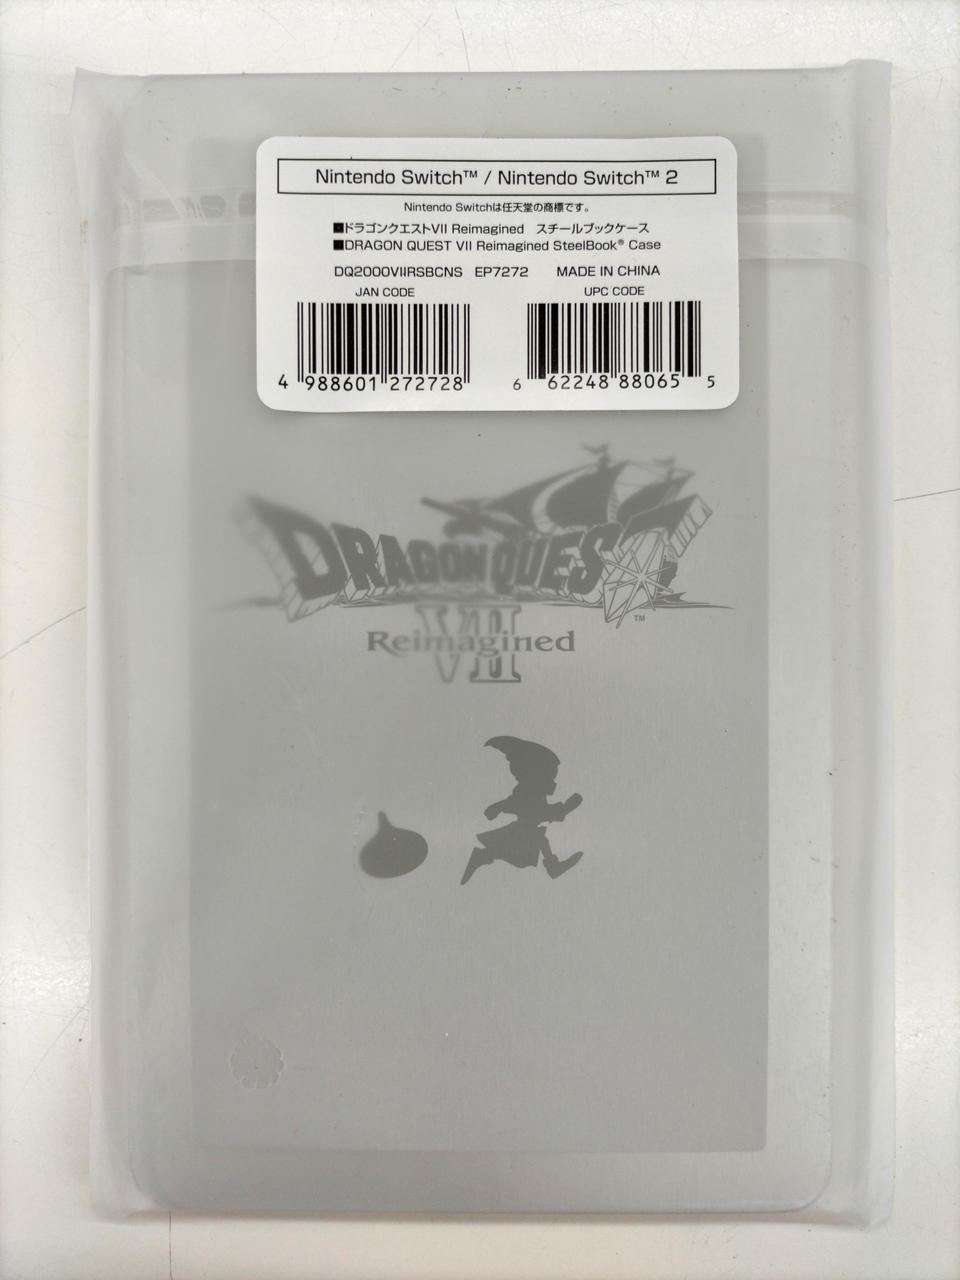 Nintendo Switch™ / Nintendo Switch™ 2
Nintendo Switchは任天堂の商標です。
■ドラゴンクエストVII Reimagined　スチールブックケース
■DRAGON QUEST VII Reimagined SteelBook® Case
DQ2000VIIRSBCNS EP7272 MADE IN CHINA
JAN CODE UPC CODE
4 988601 272728 6 62248 88065 5
DRAGON QUEST
TM
VII
Reimagined